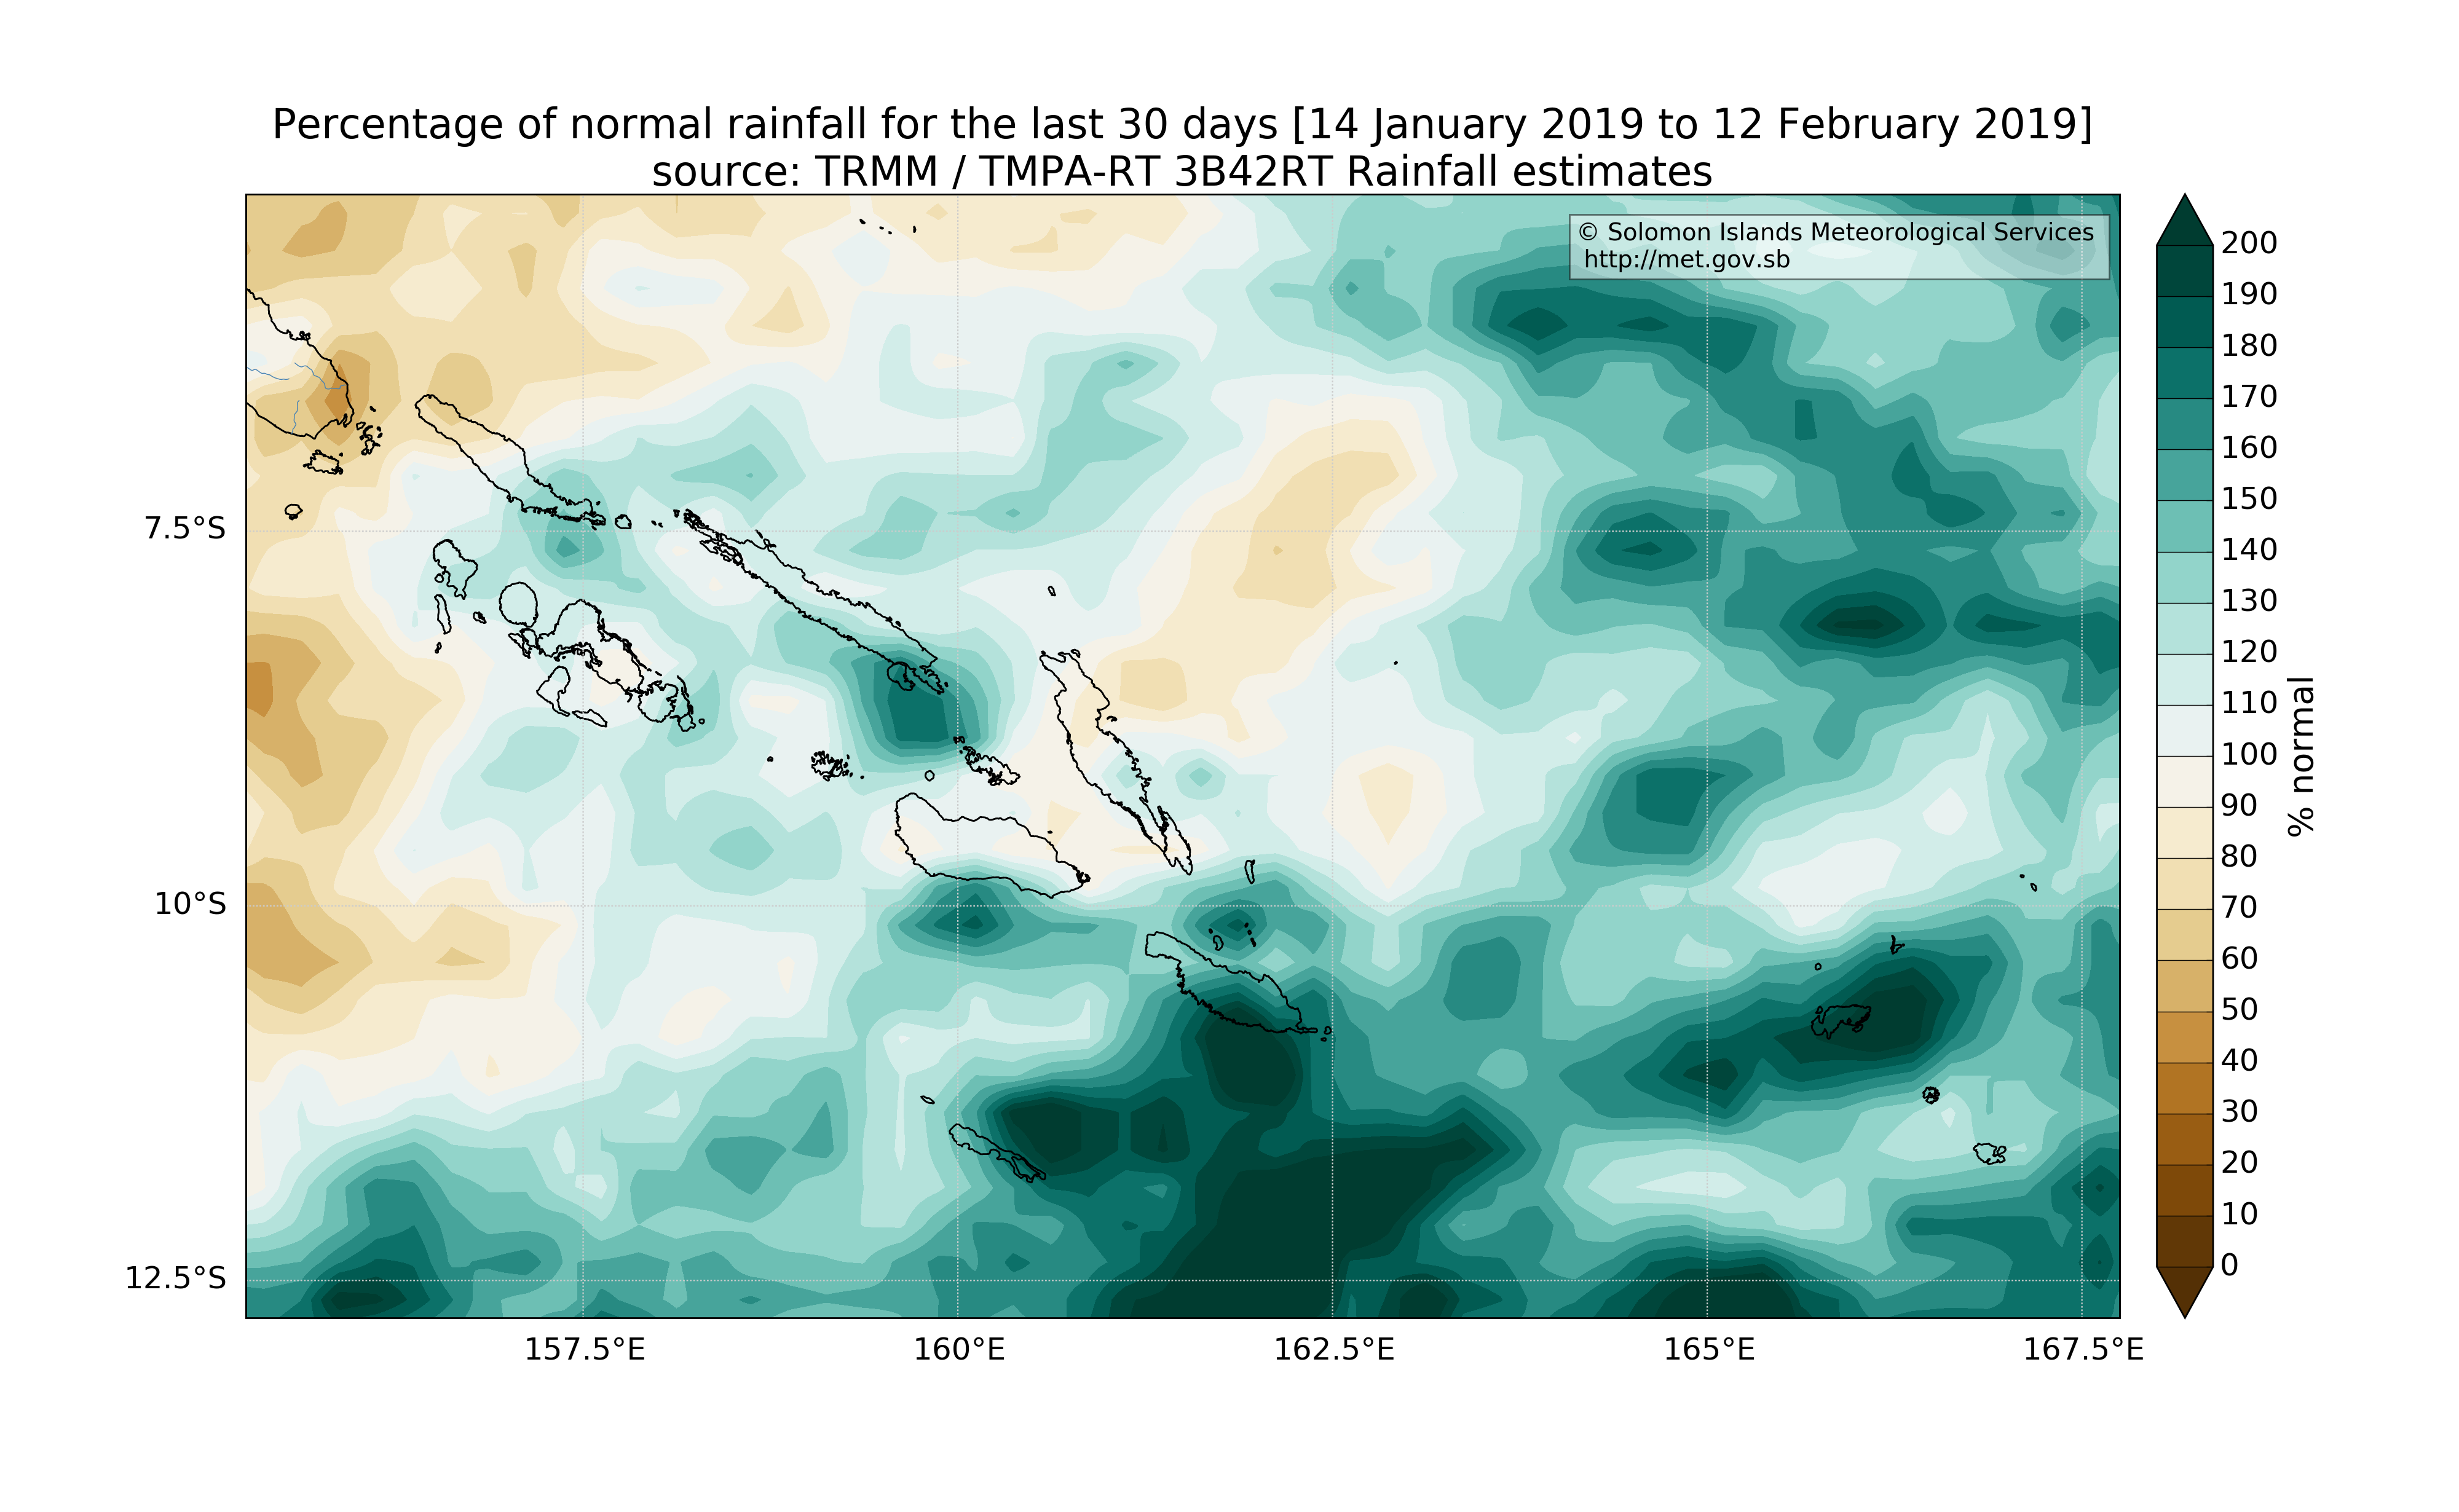 Percentage of normal rainfall for the last 30 days [14 January 2019 to 12 February 2019]
source: TRMM / TMPA-RT 3B42RT Rainfall estimates
© Solomon Islands Meteorological Services
http://met.gov.sb
7.5°S
10°S
12.5°S
157.5°E
160°E
162.5°E
165°E
167.5°E
200
190
180
170
160
150
140
130
120
110
100
90
80
70
60
50
40
30
20
10
0
% normal